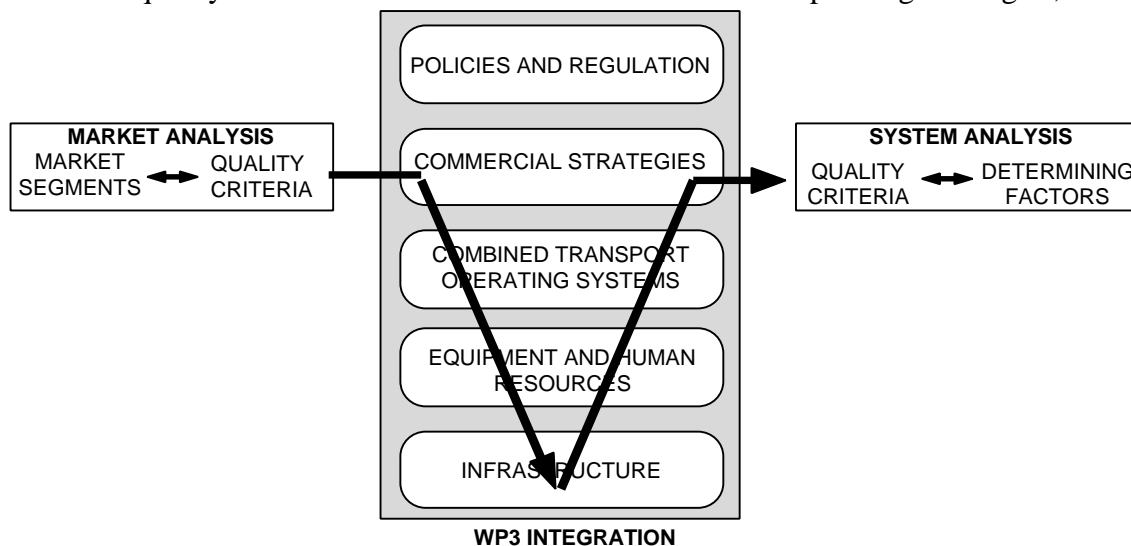 POLICIES AND REGULATION
MARKET ANALYSIS
MARKET
SEGMENTS
QUALITY
CRITERIA
COMMERCIAL STRATEGIES
SYSTEM ANALYSIS
QUALITY
CRITERIA
DETERMINING
FACTORS
COMBINED TRANSPORT
OPERATING SYSTEMS
EQUIPMENT AND HUMAN
RESOURCES
INFRASTRUCTURE
WP3 INTEGRATION